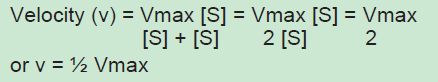 Velocity (v) = Vmax [S] = Vmax [S] = Vmax
[S] + [S] 2 [S] 2
or v = ½ Vmax